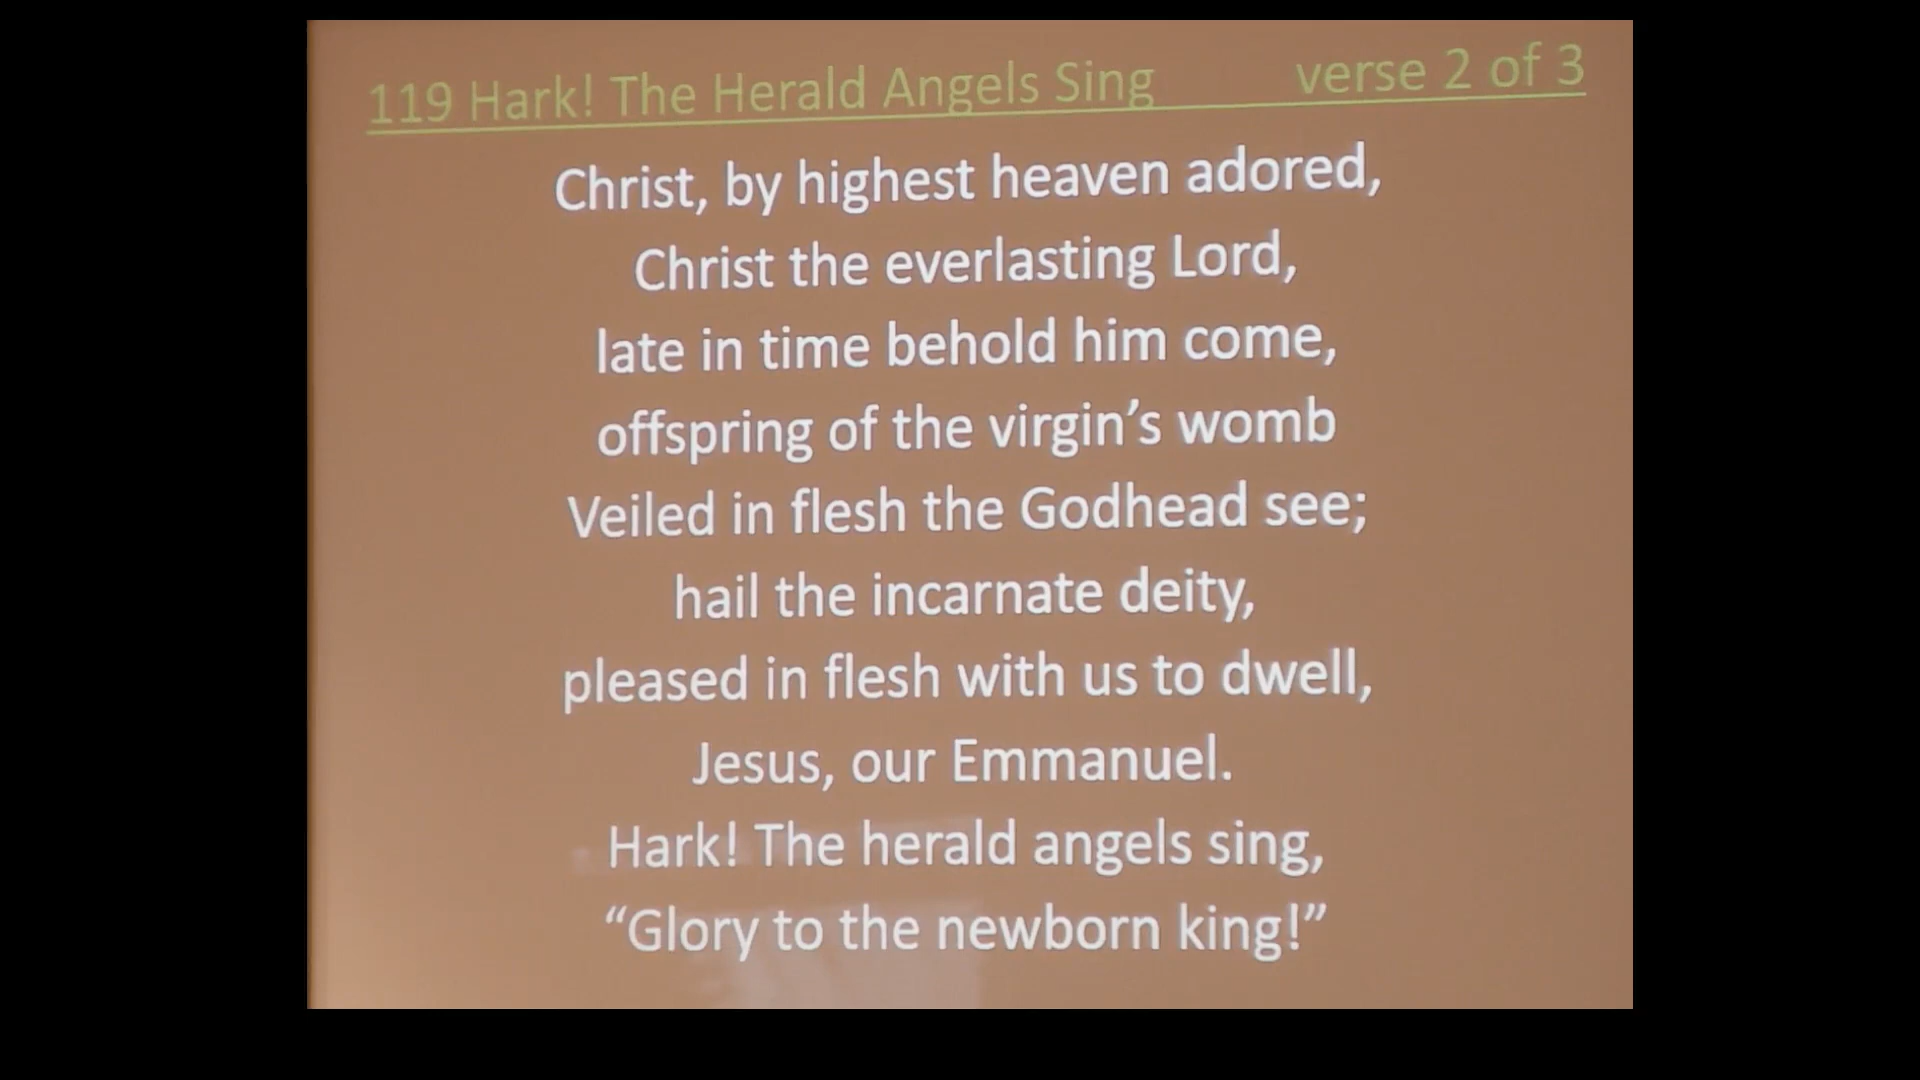 119 Hark! The Herald Angels Sing verse 2 of 3
Christ, by highest heaven adored,
Christ the everlasting Lord,
late in time behold him come,
offspring of the virgin’s womb
Veiled in flesh the Godhead see;
hail the incarnate deity,
pleased in flesh with us to dwell,
Jesus, our Emmanuel.
Hark! The herald angels sing,
“Glory to the newborn king!”